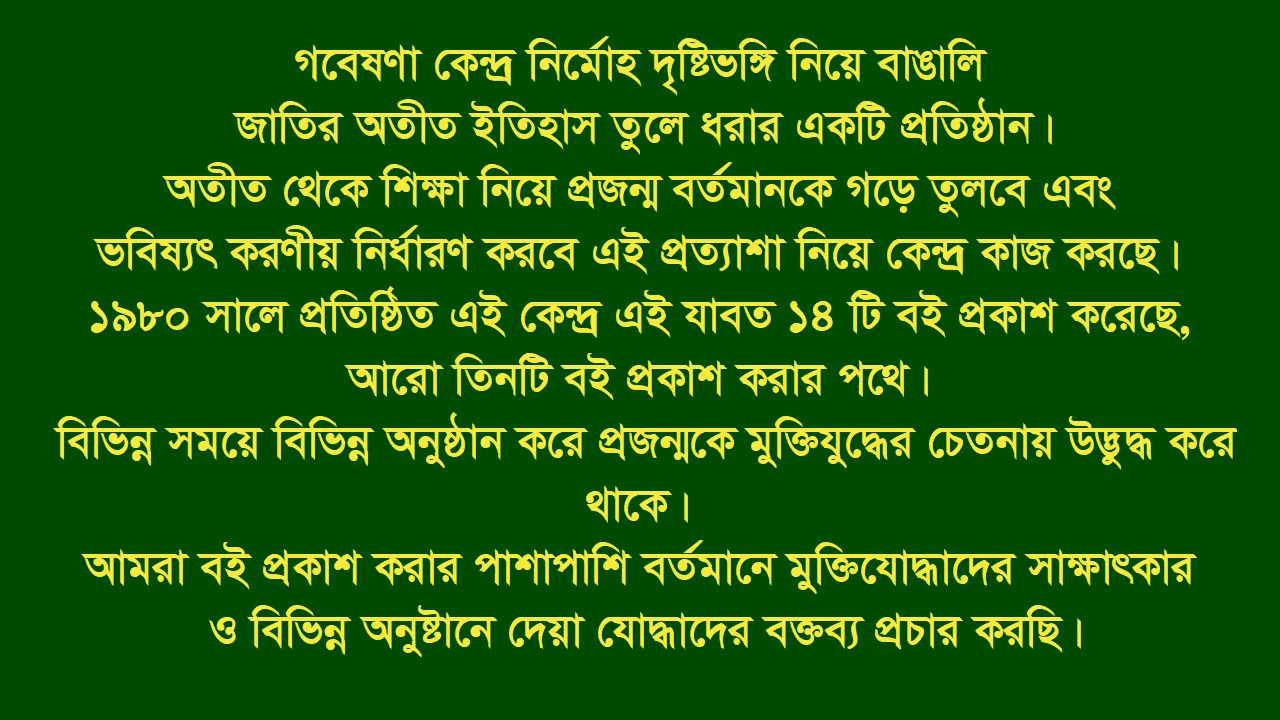 গবেষণা কেন্দ্র নির্মোহ দৃষ্টিভঙ্গি নিয়ে বাঙালি
জাতির অতীত ইতিহাস তুলে ধরার একটি প্রতিষ্ঠান।
অতীত থেকে শিক্ষা নিয়ে প্রজন্ম বর্তমানকে গড়ে তুলবে এবং
ভবিষ্যৎ করণীয় নির্ধারণ করবে এই প্রত্যাশা নিয়ে কেন্দ্র কাজ করছে।
১৯৮০ সালে প্রতিষ্ঠিত এই কেন্দ্র এই যাবত ১৪ টি বই প্রকাশ করেছে,
আরো তিনটি বই প্রকাশ করার পথে।
বিভিন্ন সময়ে বিভিন্ন অনুষ্ঠান করে প্রজন্মকে মুক্তিযুদ্ধের চেতনায় উদ্ভুদ্ধ করে
থাকে।
আমরা বই প্রকাশ করার পাশাপাশি বর্তমানে মুক্তিযোদ্ধাদের সাক্ষাৎকার
ও বিভিন্ন অনুষ্টানে দেয়া যোদ্ধাদের বক্তব্য প্রচার করছি।